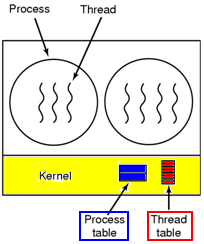 Process Thread
Kernel
Process Thread
table table